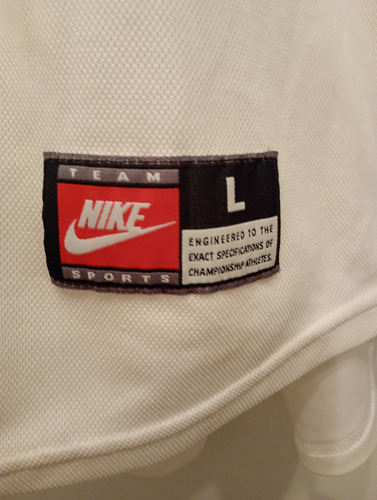 TEAM
NIKE
SPORTS
L
ENGINEERED TO THE
EXACT SPECIFICATIONS OF
CHAMPIONSHIP ATHLETES.